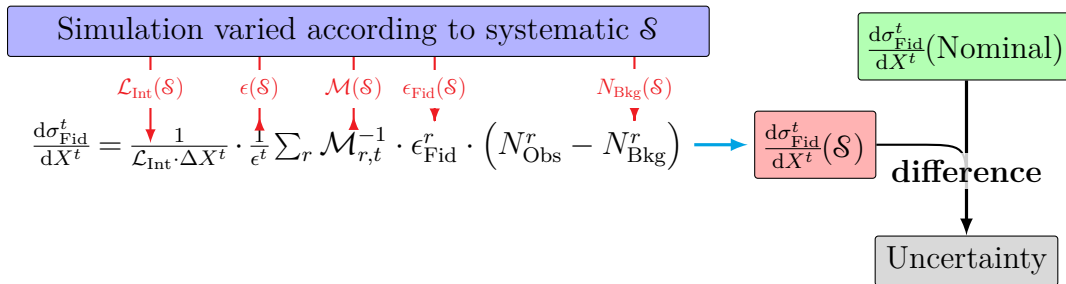 Simulation varied according to systematic 𝒮
dσ^t_Fid/dX^t (Nominal)
ℒ_Int(𝒮) ϵ(𝒮) ℳ(𝒮) ϵ_Fid(𝒮) N_Bkg(𝒮)
dσ^t_Fid/dX^t = 1/(ℒ_Int·ΔX^t) · 1/ϵ^t ∑_r ℳ^{-1}_{r,t} · ϵ^r_Fid · (N^r_Obs − N^r_Bkg)
dσ^t_Fid/dX^t (𝒮)
difference
Uncertainty